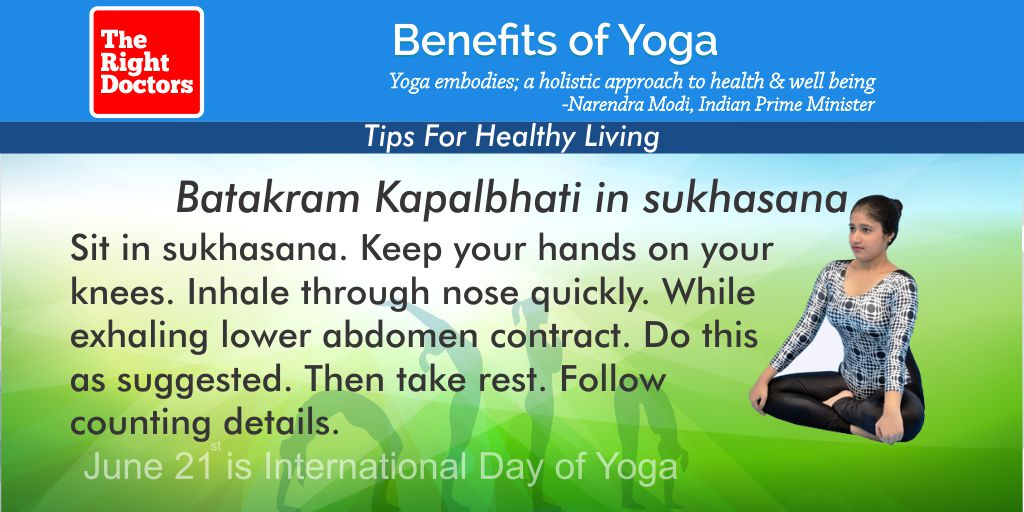 The
Right
Doctors
Benefits of Yoga
Yoga embodies; a holistic approach to health & well being
-Narendra Modi, Indian Prime Minister
Tips For Healthy Living
Batakram Kapalbhati in sukhasana
Sit in sukhasana. Keep your hands on your
knees. Inhale through nose quickly. While
exhaling lower abdomen contract. Do this
as suggested. Then take rest. Follow
counting details.
June 21st is International Day of Yoga